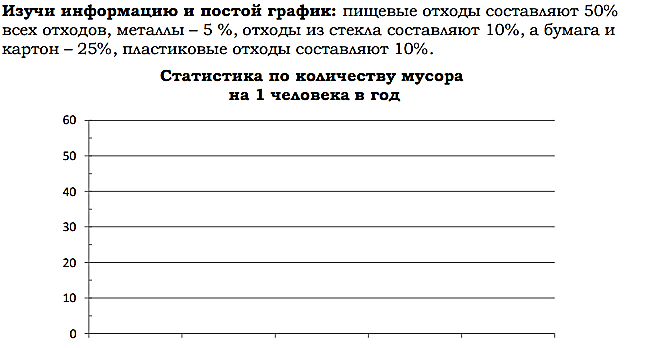 Изучи информацию и постой график: пищевые отходы составляют 50%
всех отходов, металлы – 5 %, отходы из стекла составляют 10%, а бумага и
картон – 25%, пластиковые отходы составляют 10%.
Статистика по количеству мусора
на 1 человека в год
60
50
40
30
20
10
0